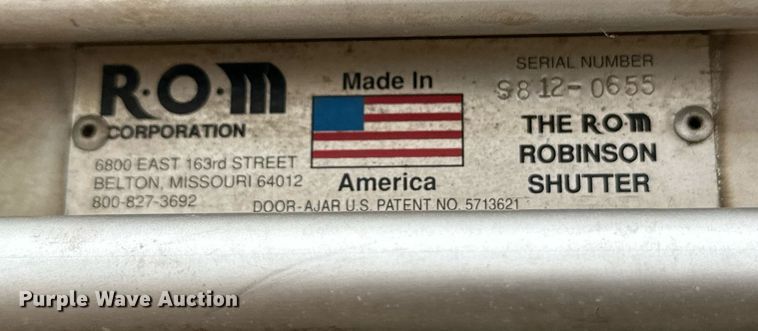 R·O·M
CORPORATION
6800 EAST 163rd STREET
BELTON, MISSOURI 64012
800-827-3692
Made In
America
DOOR-AJAR U.S. PATENT NO. 5713621
SERIAL NUMBER
S812-0655
THE R·O·M
ROBINSON
SHUTTER
Purple Wave Auction